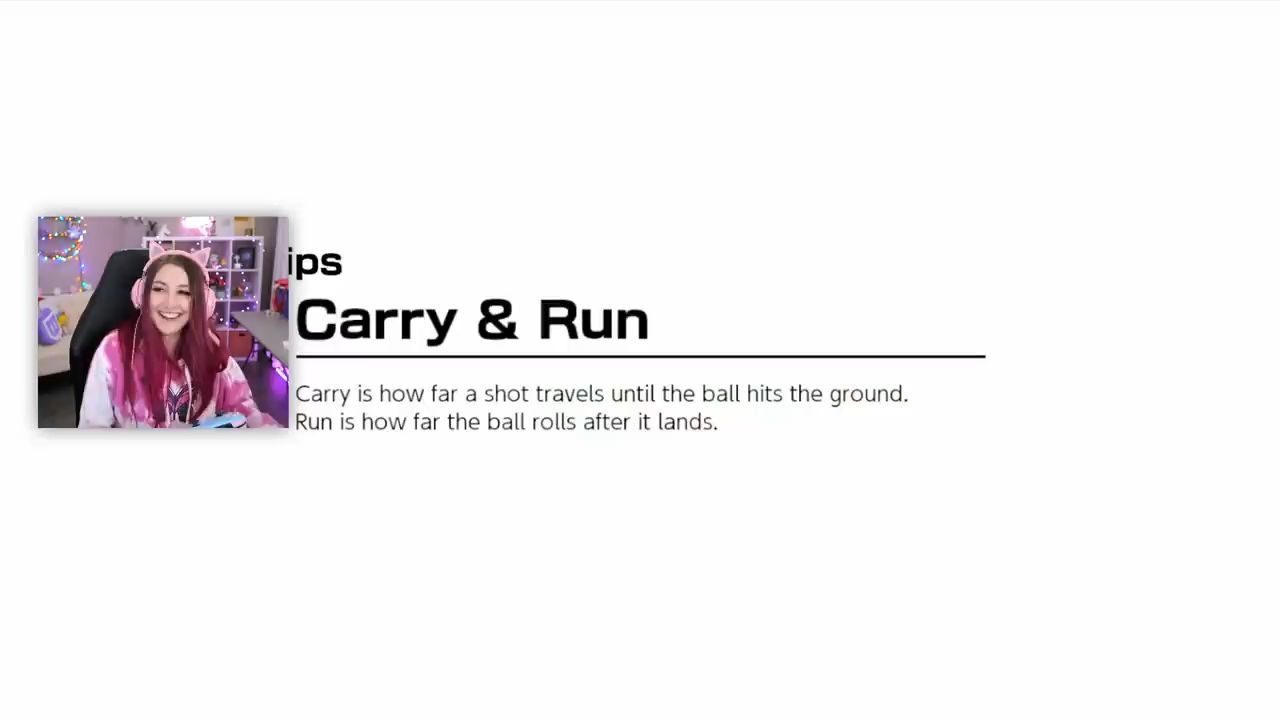 ips
Carry & Run
Carry is how far a shot travels until the ball hits the ground.
Run is how far the ball rolls after it lands.